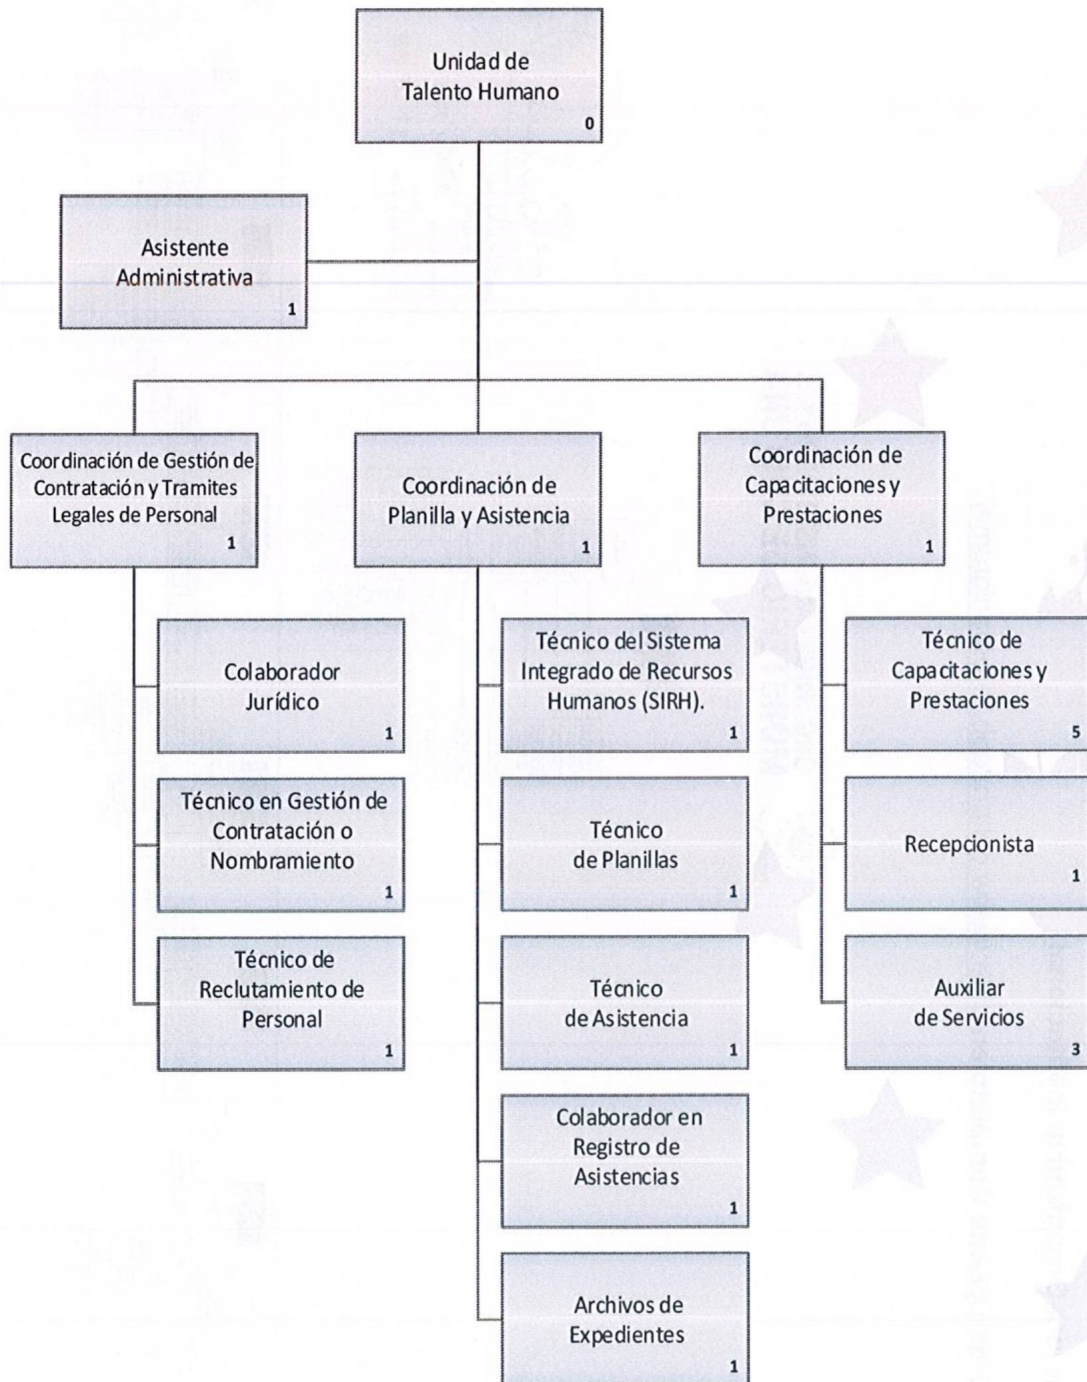 Unidad de
Talento Humano
0
Asistente
Administrativa
1
Coordinación de Gestión de
Contratación y Tramites
Legales de Personal
1
Coordinación de
Planilla y Asistencia
1
Coordinación de
Capacitaciones y
Prestaciones
1
Colaborador
Jurídico
1
Técnico en Gestión de
Contratación o
Nombramiento
1
Técnico de
Reclutamiento de
Personal
1
Técnico del Sistema
Integrado de Recursos
Humanos (SIRH).
1
Técnico
de Planillas
1
Técnico
de Asistencia
1
Colaborador en
Registro de
Asistencias
1
Archivos de
Expedientes
1
Técnico de
Capacitaciones y
Prestaciones
5
Recepcionista
1
Auxiliar
de Servicios
3